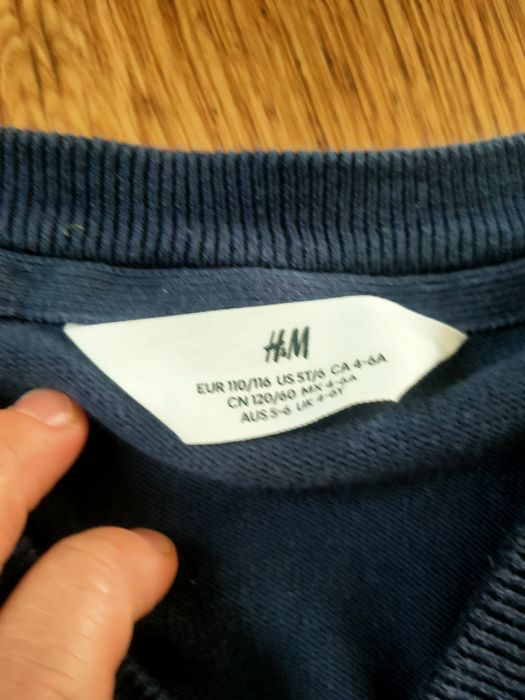 H&M
EUR 110/116 US 5T/6 CA 4-6A
CN 120/60 MX 4-6A
AUS 5-6 UK 4-6Y